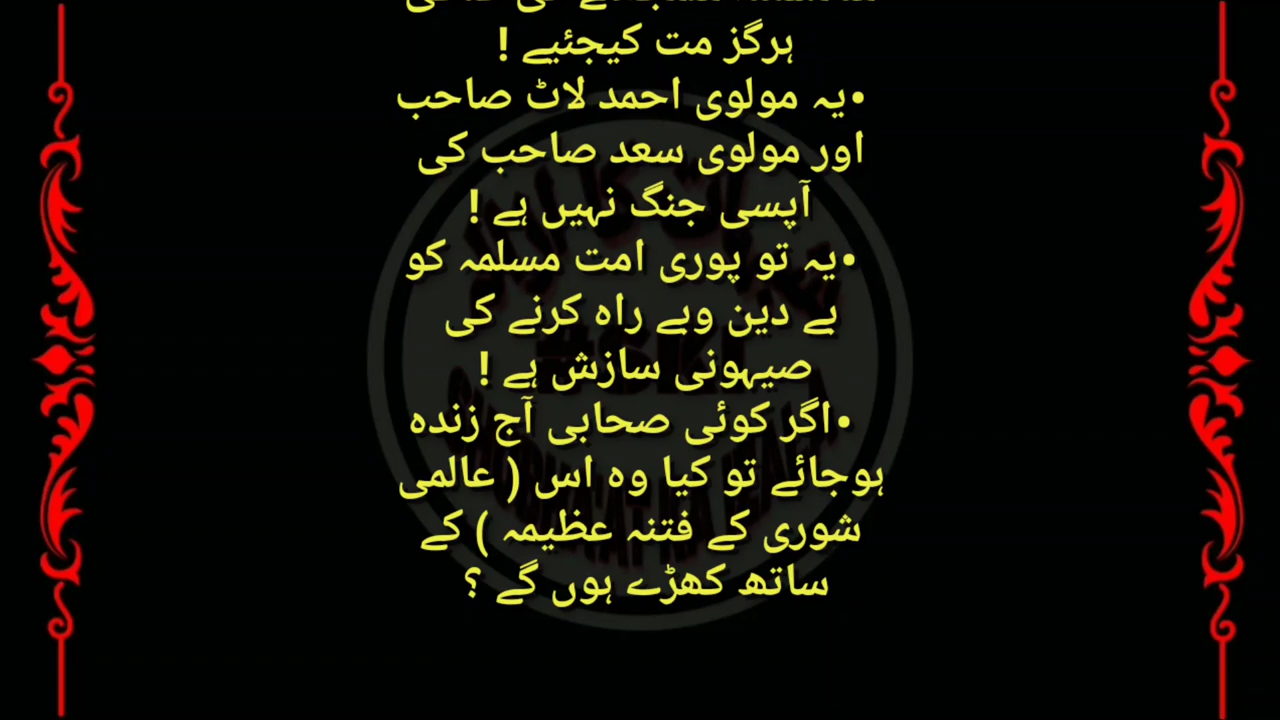 ہرگز مت کیجئیے !
•یہ مولوی احمد لاٹ صاحب
اور مولوی سعد صاحب کی
آپسی جنگ نہیں ہے !
•یہ تو پوری امت مسلمہ کو
بے دین وبے راہ کرنے کی
صیہونی سازش ہے !
•اگر کوئی صحابی آج زندہ
ہوجائے تو کیا وہ اس ( عالمی
شوری کے فتنہ عظیمہ ) کے
ساتھ کھڑے ہوں گے ؟